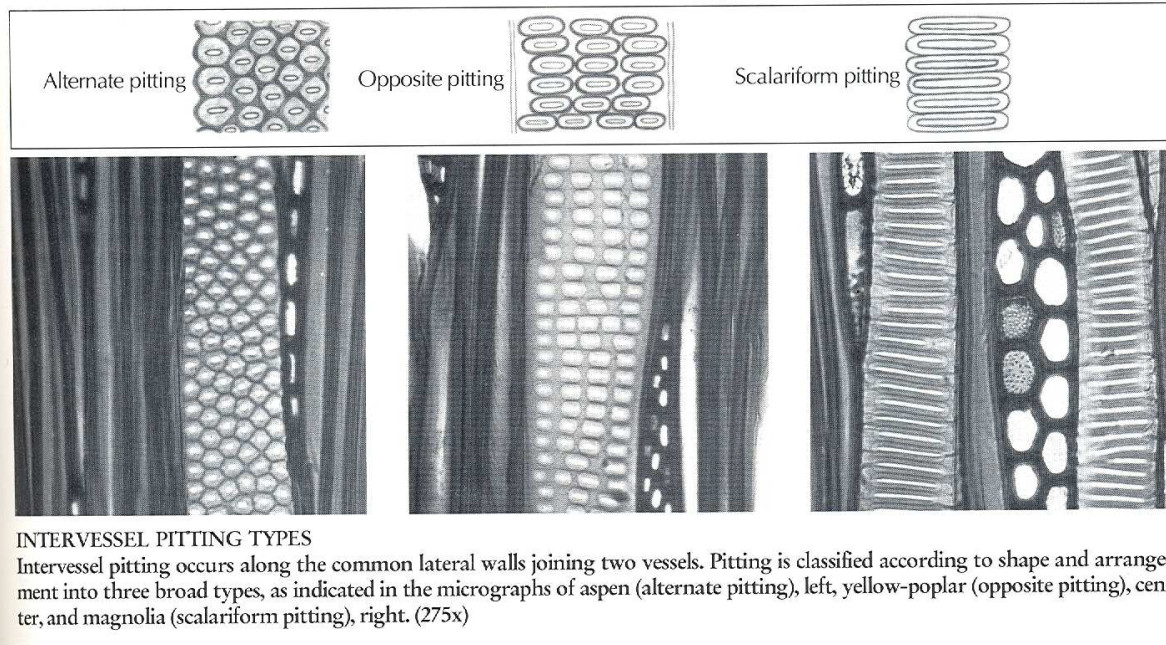 Alternate pitting
Opposite pitting
Scalariform pitting
INTERVESSEL PITTING TYPES
Intervessel pitting occurs along the common lateral walls joining two vessels. Pitting is classified according to shape and arrange
ment into three broad types, as indicated in the micrographs of aspen (alternate pitting), left, yellow-poplar (opposite pitting), cen
ter, and magnolia (scalariform pitting), right. (275x)